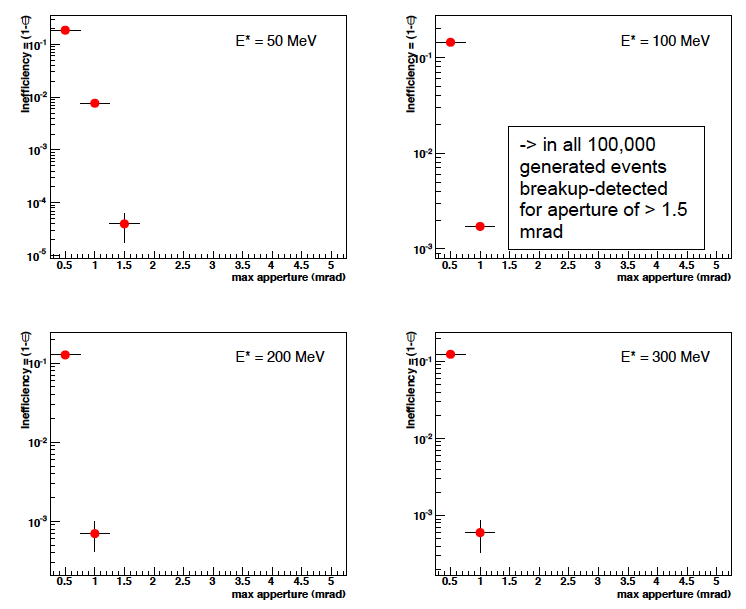 Inefficiency = (1-ϵ)
E* = 50 MeV
10⁻¹
10⁻²
10⁻³
10⁻⁴
10⁻⁵
0.5 1 1.5 2 2.5 3 3.5 4 4.5 5
max apperture (mrad)
Inefficiency = (1-ϵ)
E* = 100 MeV
10⁻¹
10⁻²
10⁻³
-> in all 100,000
generated events
breakup-detected
for aperture of > 1.5
mrad
0.5 1 1.5 2 2.5 3 3.5 4 4.5 5
max apperture (mrad)
Inefficiency = (1-ϵ)
E* = 200 MeV
10⁻¹
10⁻²
10⁻³
0.5 1 1.5 2 2.5 3 3.5 4 4.5 5
max apperture (mrad)
Inefficiency = (1-ϵ)
E* = 300 MeV
10⁻¹
10⁻²
10⁻³
0.5 1 1.5 2 2.5 3 3.5 4 4.5 5
max apperture (mrad)